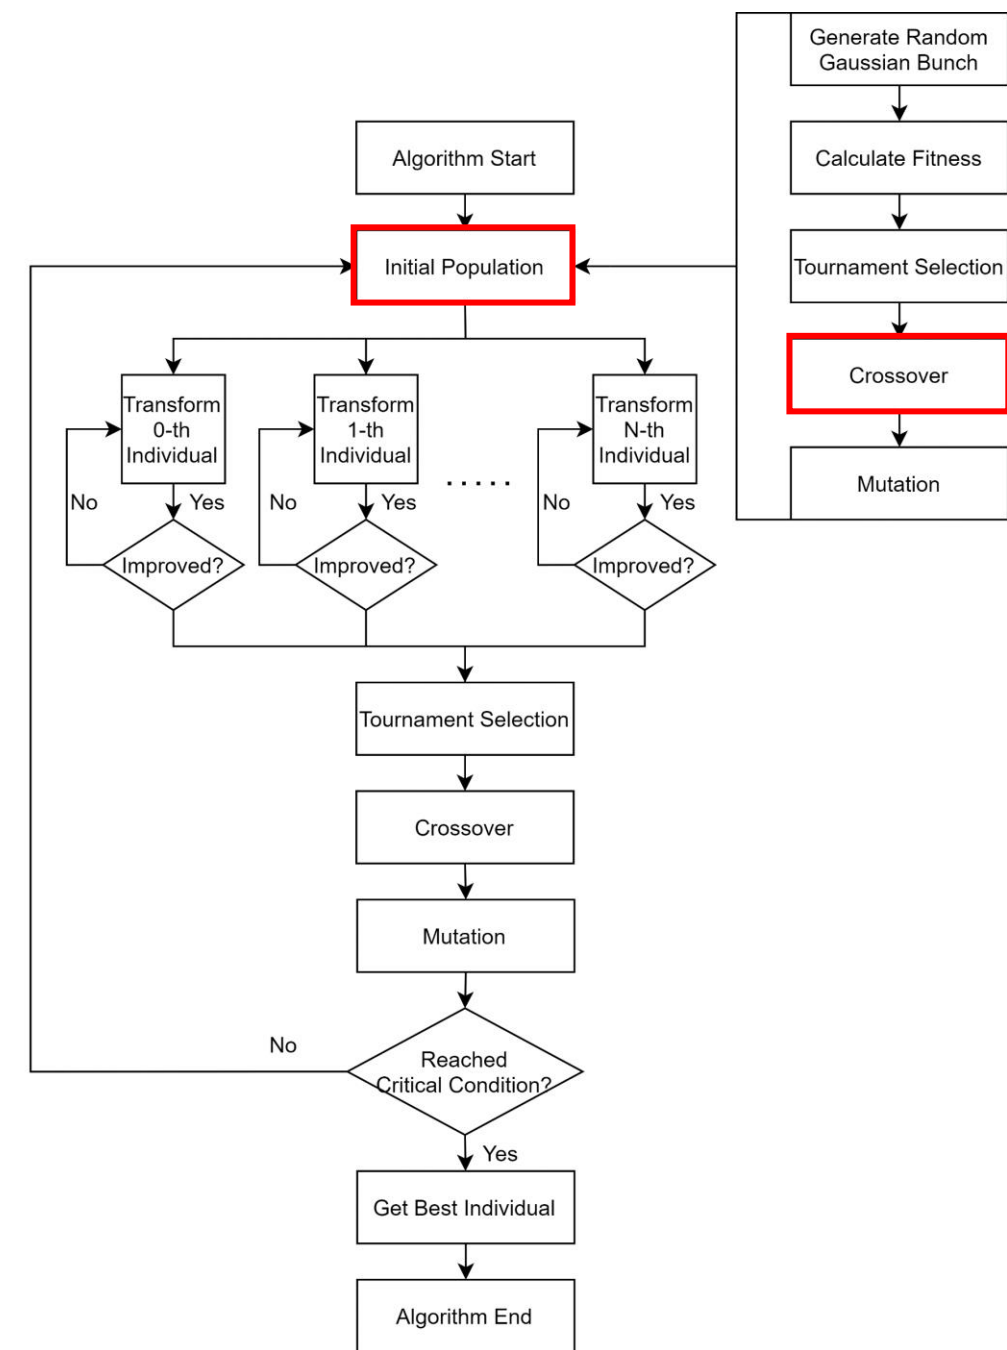 Generate Random
Gaussian Bunch
Calculate Fitness
Tournament Selection
Crossover
Mutation
Algorithm Start
Initial Population
Transform
0-th
Individual
Transform
1-th
Individual
.....
Transform
N-th
Individual
No
Yes
No
Yes
No
Yes
Improved?
Improved?
Improved?
Tournament Selection
Crossover
Mutation
No
Reached
Critical Condition?
Yes
Get Best Individual
Algorithm End